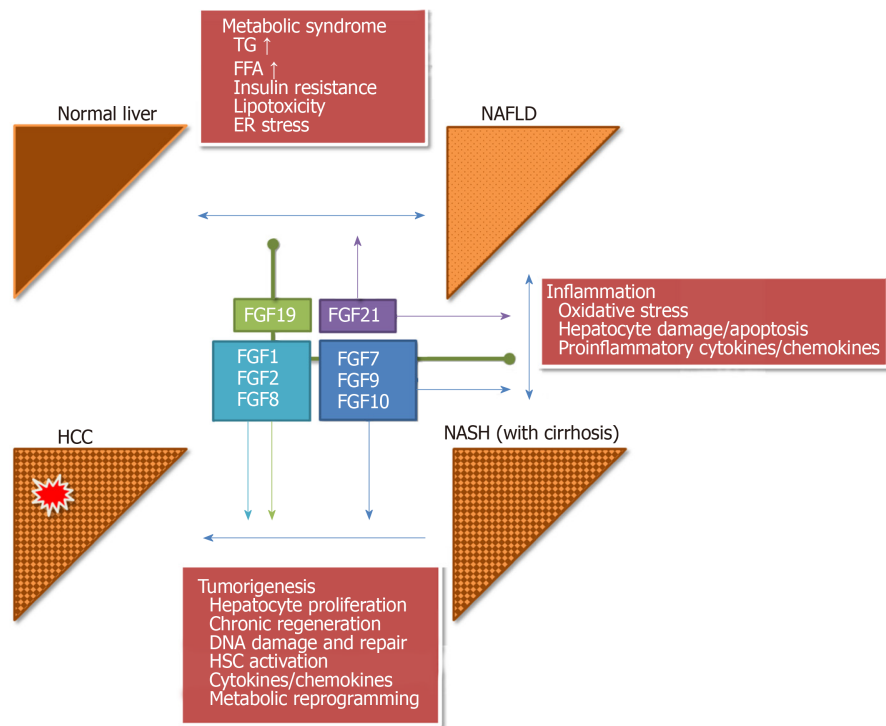 Metabolic syndrome
TG ↑
FFA ↑
Insulin resistance
Lipotoxicity
ER stress
Normal liver
NAFLD
Inflammation
Oxidative stress
Hepatocyte damage/apoptosis
Proinflammatory cytokines/chemokines
FGF19
FGF21
FGF1
FGF2
FGF8
FGF7
FGF9
FGF10
HCC
NASH (with cirrhosis)
Tumorigenesis
Hepatocyte proliferation
Chronic regeneration
DNA damage and repair
HSC activation
Cytokines/chemokines
Metabolic reprogramming